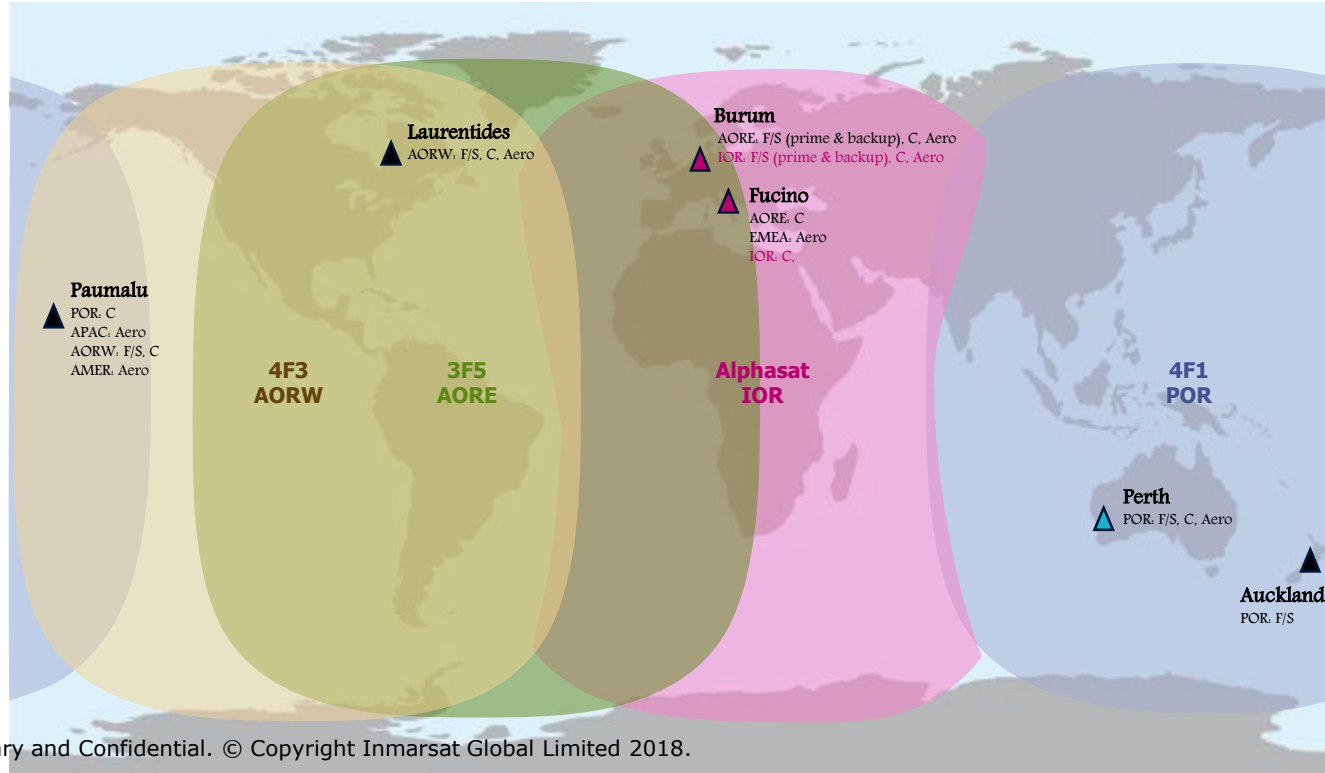 Laurentides
AORW: F/S, C, Aero
Burum
AORE: F/S (prime & backup), C, Aero
IOR: F/S (prime & backup), C, Aero
Fucino
AORE: C
EMEA: Aero
IOR: C,
Paumalu
POR: C
APAC: Aero
AORW: F/S, C
AMER: Aero
4F3
AORW
3F5
AORE
Alphasat
IOR
4F1
POR
Perth
POR: F/S, C, Aero
Auckland
POR: F/S
ry and Confidential. © Copyright Inmarsat Global Limited 2018.